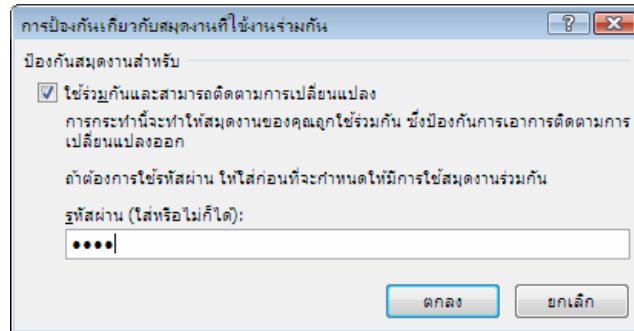 การป้องกันเกี่ยวกับสมุดงานที่ใช้งานร่วมกัน
ป้องกันสมุดงานสำหรับ
ใช้ร่วมกันและสามารถติดตามการเปลี่ยนแปลง
การกระทำนี้จะทำให้สมุดงานของคุณถูกใช้ร่วมกัน ซึ่งป้องกันการเอาการติดตามการ
เปลี่ยนแปลงออก
ถ้าต้องการใช้รหัสผ่าน ให้ใส่ก่อนที่จะกำหนดให้มีการใช้สมุดงานร่วมกัน
รหัสผ่าน (ใส่หรือไม่ก็ได้):
••••
ตกลง ยกเลิก